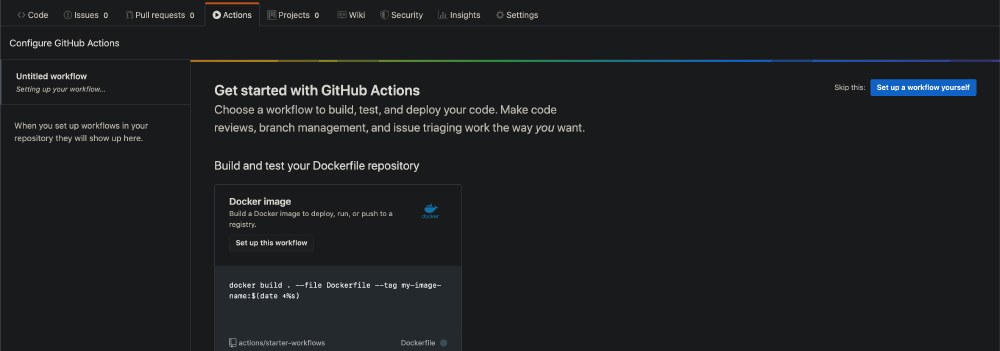 Code Issues 0 Pull requests 0 Actions Projects 0 Wiki Security Insights Settings
Configure GitHub Actions
Untitled workflow
Setting up your workflow...
When you set up workflows in your
repository they will show up here.
Get started with GitHub Actions
Skip this: Set up a workflow yourself
Choose a workflow to build, test, and deploy your code. Make code
reviews, branch management, and issue triaging work the way you want.
Build and test your Dockerfile repository
Docker image
Build a Docker image to deploy, run, or push to a
registry.
docker
Set up this workflow
docker build . --file Dockerfile --tag my-image-
name:$(date +%s)
actions/starter-workflows Dockerfile